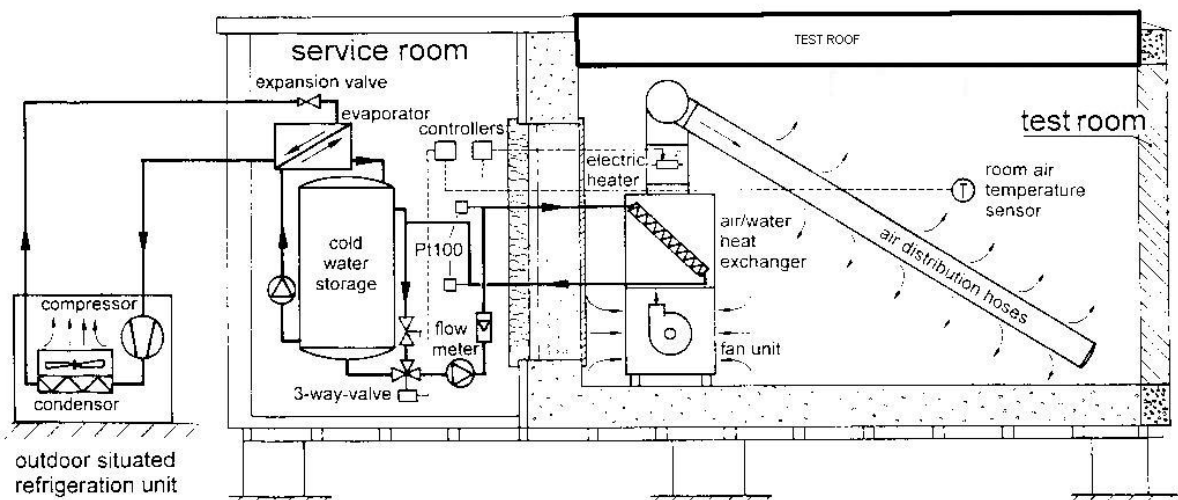 TEST ROOF
service room
expansion valve
evaporator
controllers
test room
electric
heater
T
room air
temperature
sensor
air/water
heat
exchanger
air distribution hoses
Pt100
cold
water
storage
compressor
flow
meter
fan unit
condensor
3-way-valve
outdoor situated
refrigeration unit